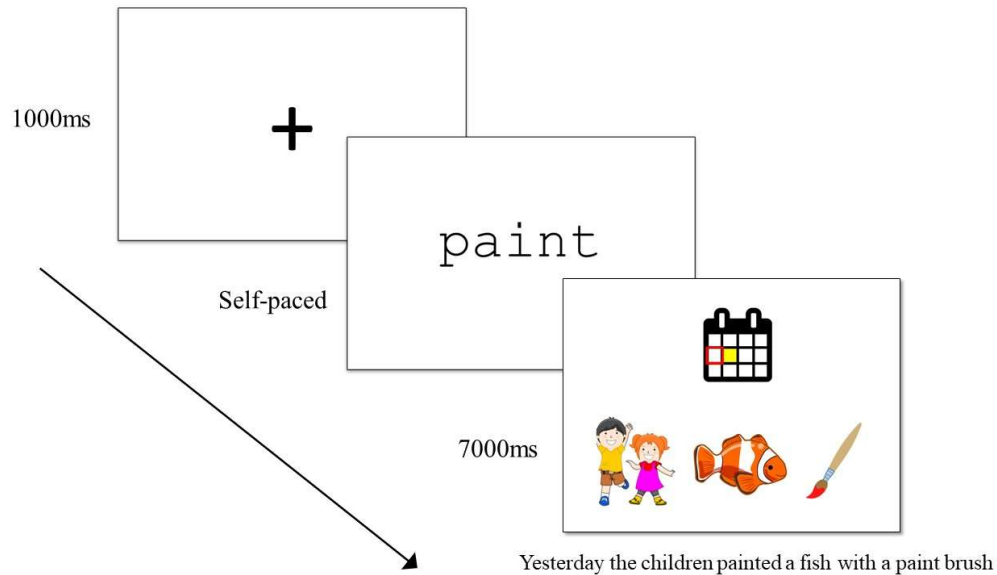 1000ms
+
paint
Self-paced
7000ms
Yesterday the children painted a fish with a paint brush